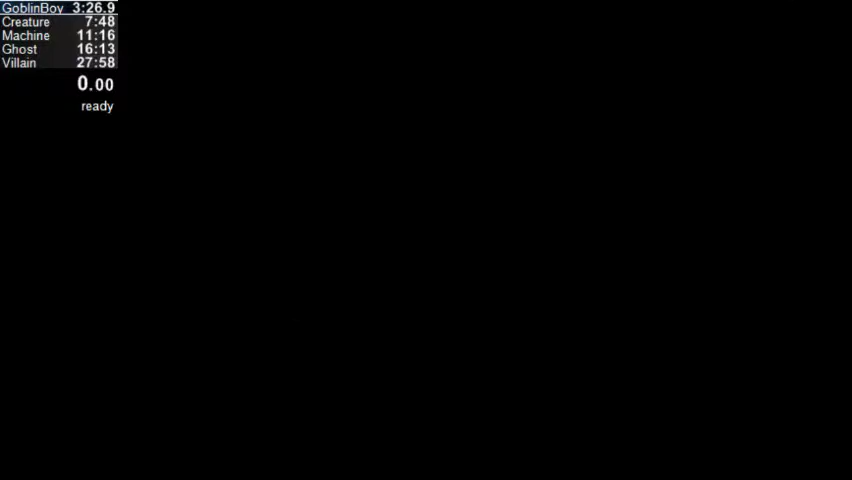 GoblinBoy 3:26.9
Creature 7:48
Machine 11:16
Ghost 16:13
Villain 27:58
0.00
ready